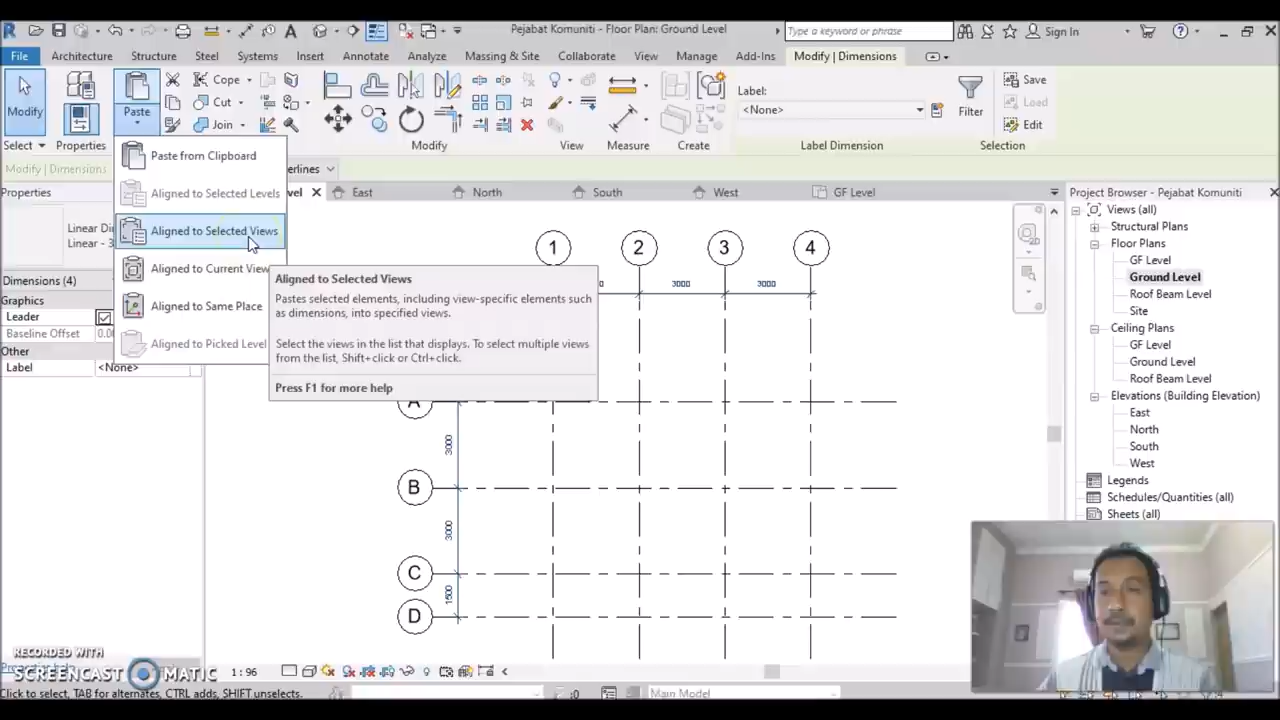 Pejabat Komuniti - Floor Plan: Ground Level
Type a keyword or phrase
Sign In
File
Architecture
Structure
Steel
Systems
Insert
Annotate
Analyze
Massing & Site
Collaborate
View
Manage
Add-Ins
Modify | Dimensions
Modify
Paste
Cope
Cut
Join
Label:
<None>
Filter
Save
Load
Edit
Select
Properties
Modify
View
Measure
Create
Label Dimension
Selection
Modify | Dimensions
Paste from Clipboard
Aligned to Selected Levels
Aligned to Selected Views
Aligned to Current View
Aligned to Same Place
Aligned to Picked Level
Properties
Linear Di
Linear - 3
Dimensions (4)
Graphics
Leader
Baseline Offset
0.0
Other
Label
<None>
East
North
South
West
GF Level
Aligned to Selected Views
Pastes selected elements, including view-specific elements such
as dimensions, into specified views.
Select the views in the list that displays. To select multiple views
from the list, Shift+click or Ctrl+click.
Press F1 for more help
1
2
3
4
3000
3000
A
3000
B
3000
C
1500
D
Project Browser - Pejabat Komuniti
Views (all)
Structural Plans
Floor Plans
GF Level
Ground Level
Roof Beam Level
Site
Ceiling Plans
GF Level
Ground Level
Roof Beam Level
Elevations (Building Elevation)
East
North
South
West
Legends
Schedules/Quantities (all)
Sheets (all)
RECORDED WITH
SCREENCAST MATIC
1 : 96
Click to select, TAB for alternates, CTRL adds, SHIFT unselects.
:0
Main Model